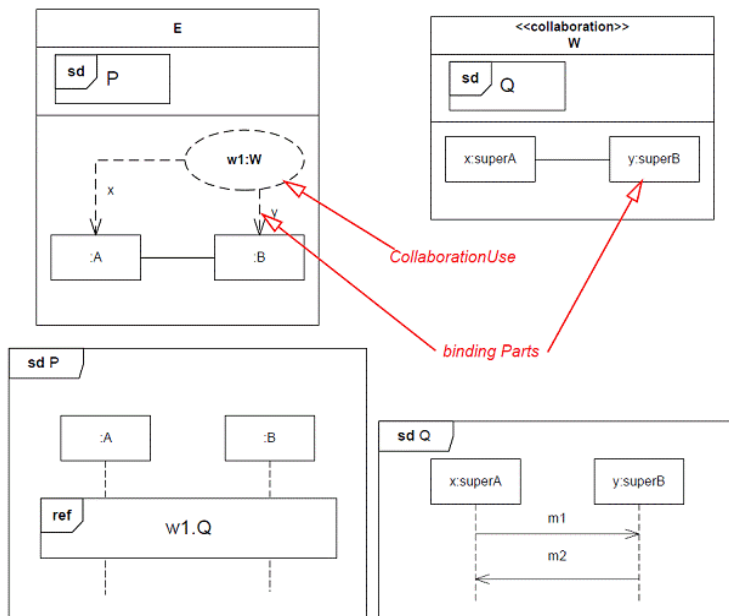 E
sd P
w1:W
x
y
:A
:B
<<collaboration>>
W
sd Q
x:superA
y:superB
CollaborationUse
binding Parts
sd P
:A
:B
ref
w1.Q
sd Q
x:superA
y:superB
m1
m2